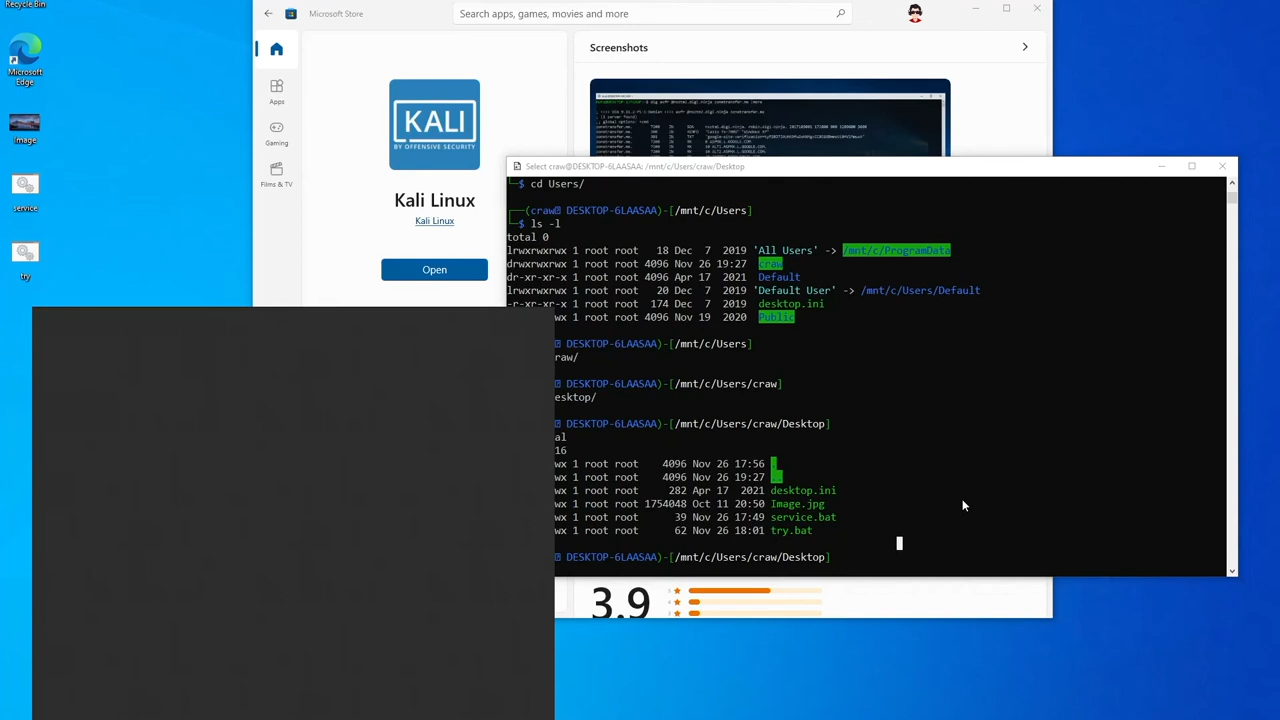 Recycle Bin
Microsoft Edge
image
service
try
Microsoft Store
Search apps, games, movies and more
Apps
Gaming
Films & TV
KALI
BY OFFENSIVE SECURITY
Kali Linux
Kali Linux
Open
Screenshots
3.9
5
4
3
Select craw@DESKTOP-6LAASAA: /mnt/c/Users/craw/Desktop
$ cd Users/
(craw DESKTOP-6LAASAA)-[/mnt/c/Users]
$ ls -l
total 0
lrwxrwxrwx 1 root root 18 Dec 7 2019 'All Users' -> /mnt/c/ProgramData
drwxrwxrwx 1 root root 4096 Nov 26 19:27 craw
dr-xr-xr-x 1 root root 4096 Apr 17 2021 Default
lrwxrwxrwx 1 root root 20 Dec 7 2019 'Default User' -> /mnt/c/Users/Default
-r-xr-xr-x 1 root root 174 Dec 7 2019 desktop.ini
wx 1 root root 4096 Nov 19 2020 Public
DESKTOP-6LAASAA)-[/mnt/c/Users]
raw/
DESKTOP-6LAASAA)-[/mnt/c/Users/craw]
esktop/
DESKTOP-6LAASAA)-[/mnt/c/Users/craw/Desktop]
al
16
wx 1 root root 4096 Nov 26 17:56 .
wx 1 root root 4096 Nov 26 19:27 ..
wx 1 root root 282 Apr 17 2021 desktop.ini
wx 1 root root 1754048 Oct 11 20:50 Image.jpg
wx 1 root root 39 Nov 26 17:49 service.bat
wx 1 root root 62 Nov 26 18:01 try.bat
DESKTOP-6LAASAA)-[/mnt/c/Users/craw/Desktop]